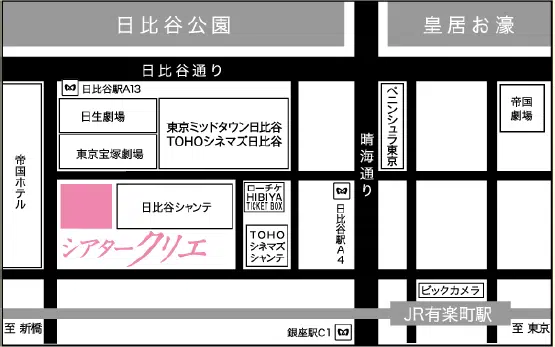 日比谷公園
皇居お濠
日比谷通り
日比谷駅A13
日生劇場
東京宝塚劇場
東京ミッドタウン日比谷
TOHOシネマズ日比谷
ペニンシュラ東京
帝国
劇場
帝国ホテル
晴海通り
日比谷シャンテ
シアタークリエ
ローチケ
HIBIYA
TICKET BOX
TOHO
シネマズ
シャンテ
日比谷駅A4
ビックカメラ
JR有楽町駅
至 新橋
銀座駅C1
至 東京